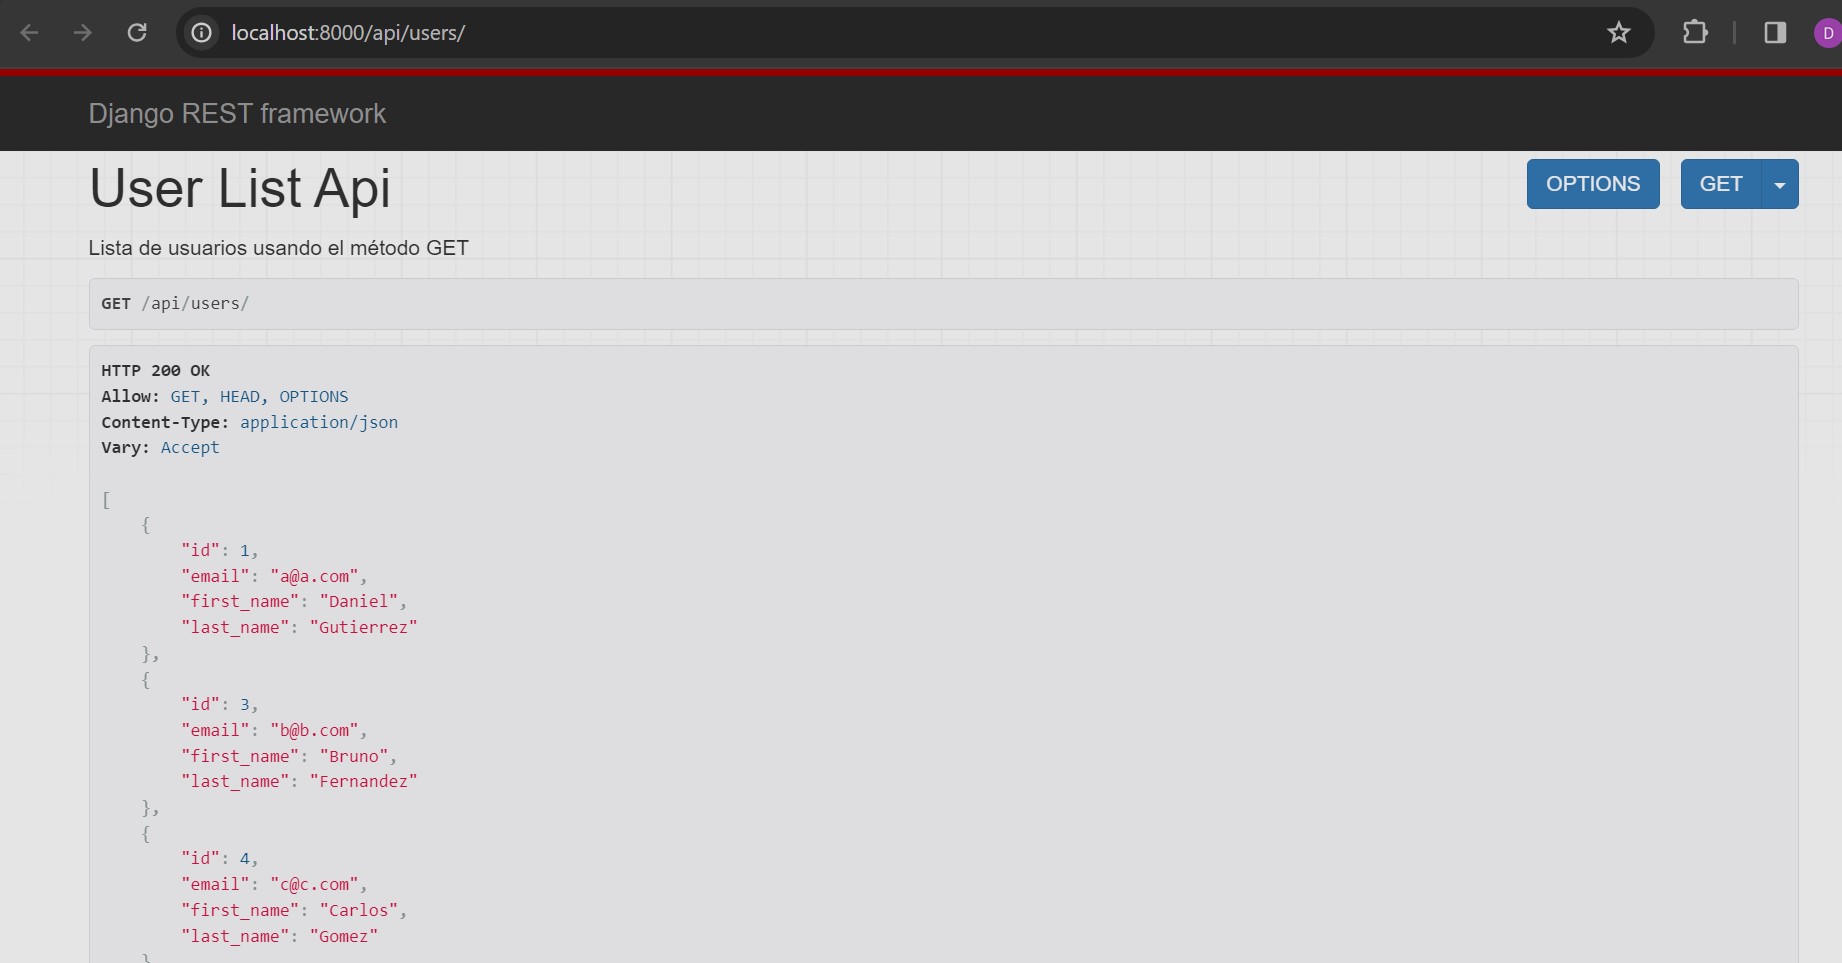 localhost:8000/api/users/
D
Django REST framework
User List Api
OPTIONS
GET
Lista de usuarios usando el método GET
GET /api/users/
HTTP 200 OK
Allow: GET, HEAD, OPTIONS
Content-Type: application/json
Vary: Accept
[
{
"id": 1,
"email": "a@a.com",
"first_name": "Daniel",
"last_name": "Gutierrez"
},
{
"id": 3,
"email": "b@b.com",
"first_name": "Bruno",
"last_name": "Fernandez"
},
{
"id": 4,
"email": "c@c.com",
"first_name": "Carlos",
"last_name": "Gomez"
}